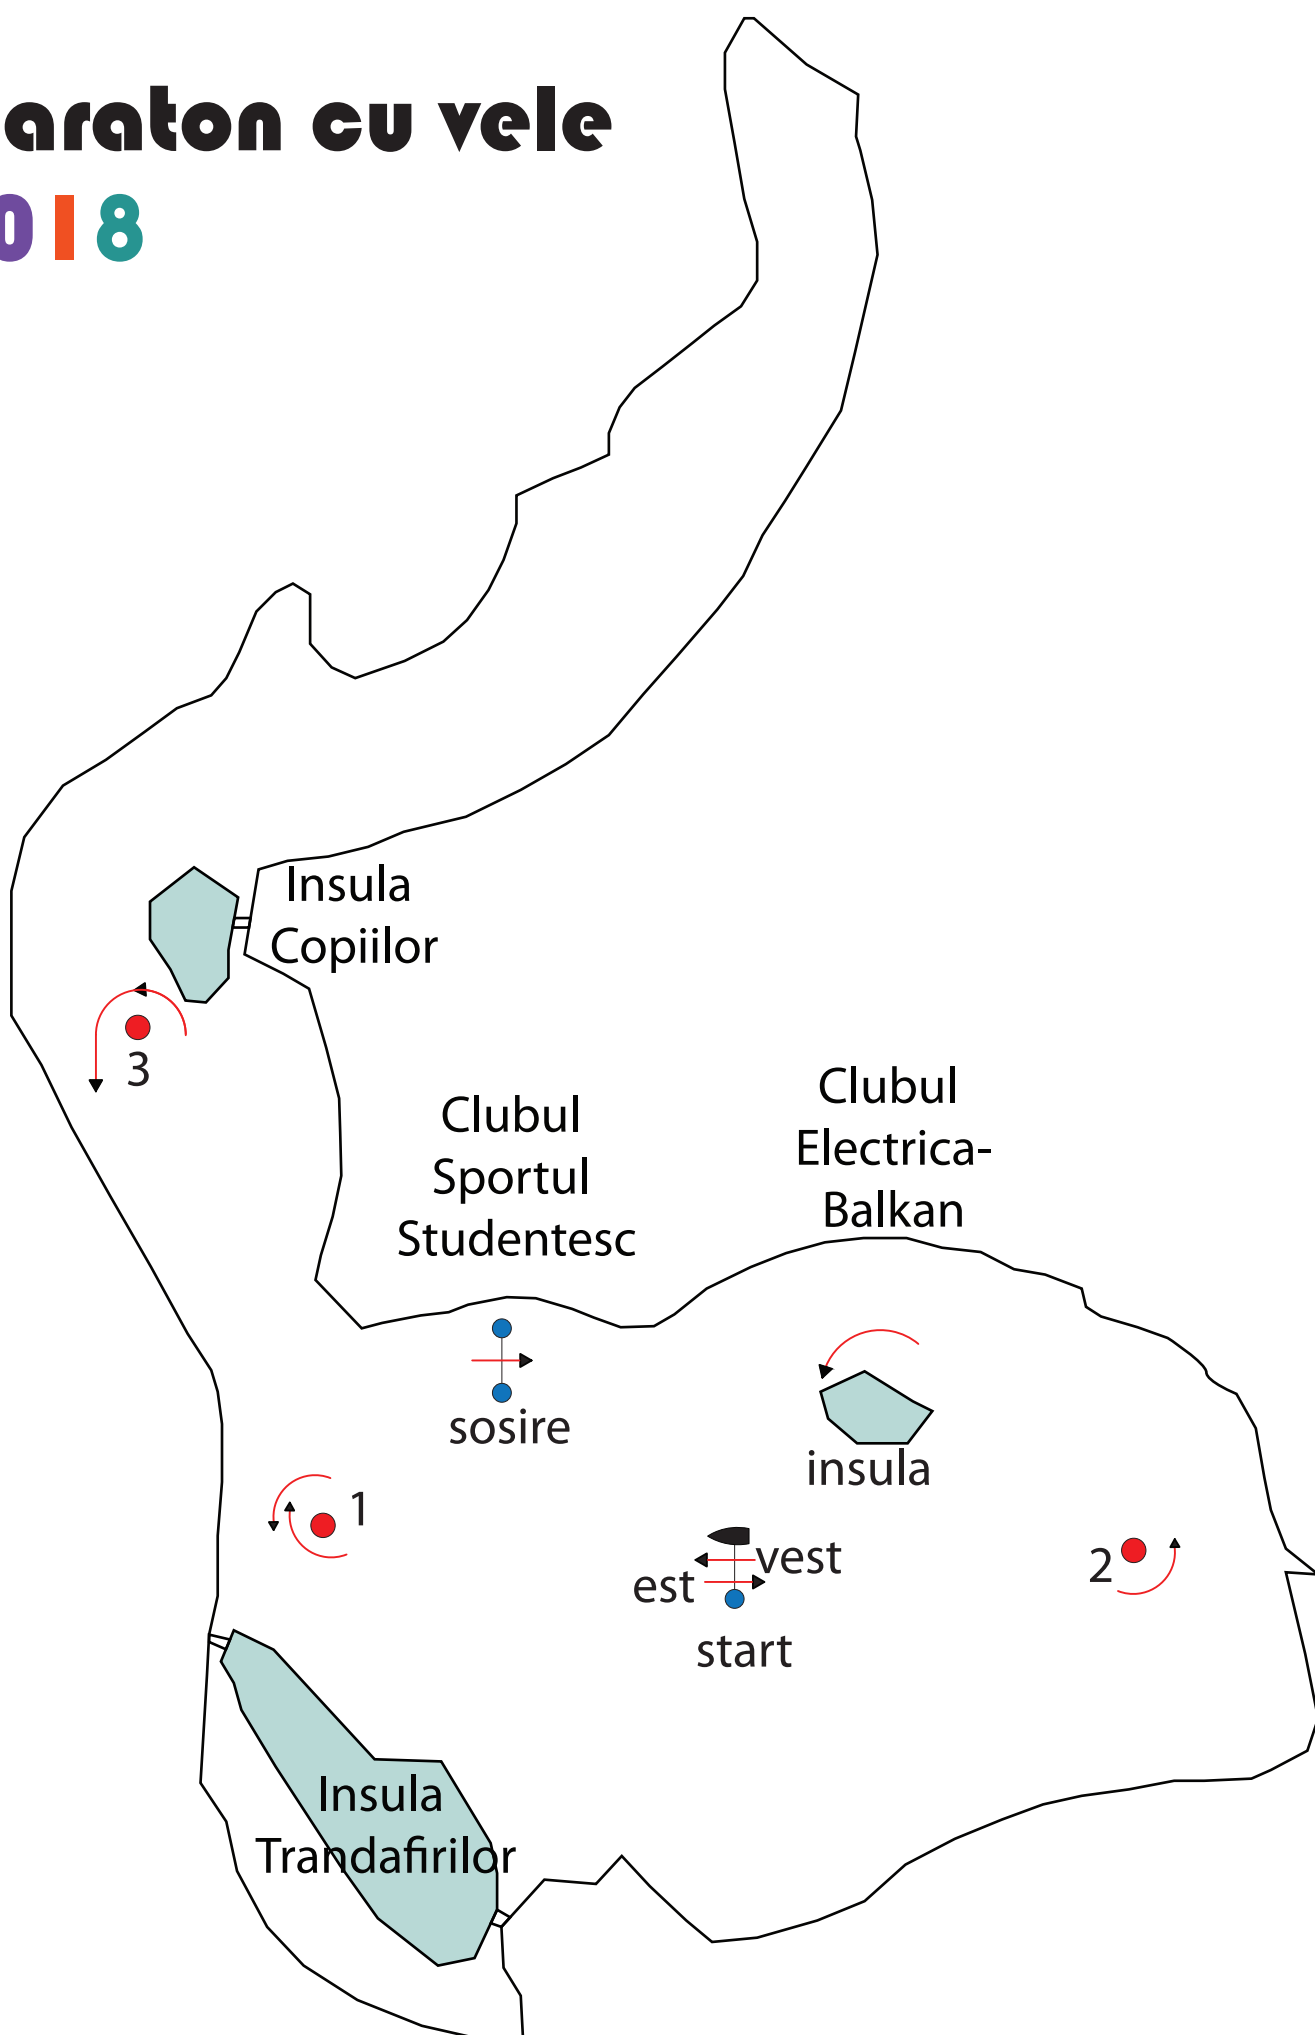 araton cu vele
018
Insula
Copiilor
3
Clubul
Sportul
Studentesc
Clubul
Electrica-
Balkan
sosire
insula
1
vest
est
2
start
Insula
Trandafirilor